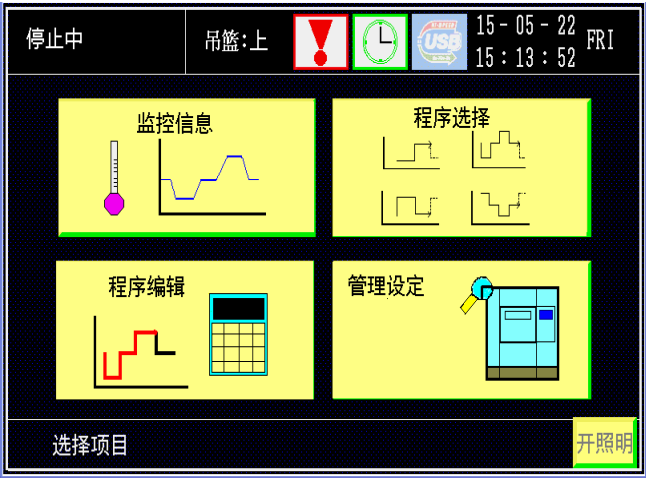 停止中
吊篮:上
USB
15-05-22
FRI
15:13:52
监控信息
程序选择
程序编辑
管理设定
选择项目
开照明